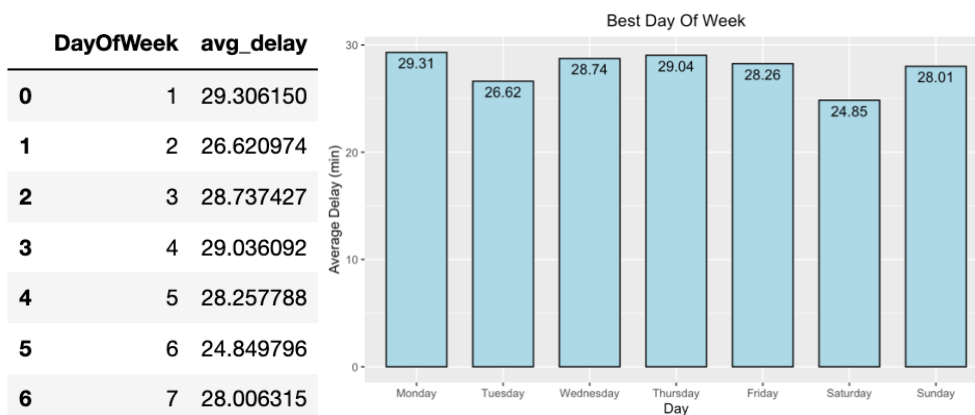 DayOfWeek avg_delay
0 1 29.306150
1 2 26.620974
2 3 28.737427
3 4 29.036092
4 5 28.257788
5 6 24.849796
6 7 28.006315
Best Day Of Week
30
20
10
0
Average Delay (min)
29.31 26.62 28.74 29.04 28.26 24.85 28.01
Monday Tuesday Wednesday Thursday Friday Saturday Sunday
Day